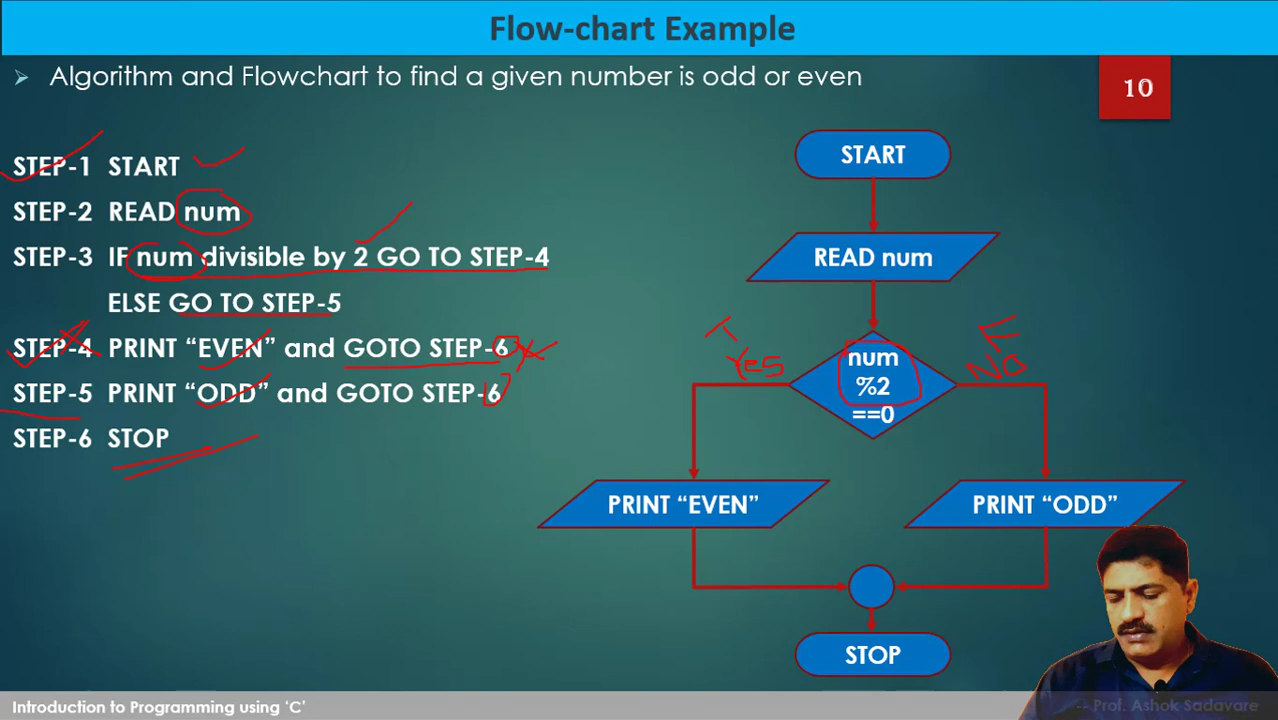 Flow-chart Example
Algorithm and Flowchart to find a given number is odd or even
10
STEP-1 START
STEP-2 READ num
STEP-3 IF num divisible by 2 GO TO STEP-4
ELSE GO TO STEP-5
STEP-4 PRINT “EVEN” and GOTO STEP-6
STEP-5 PRINT “ODD” and GOTO STEP-6
STEP-6 STOP
START
READ num
T
Yes
num
%2
==0
NO
PRINT “EVEN”
PRINT “ODD”
STOP
Introduction to Programming using ‘C’
-- Prof. Ashok Sadavare